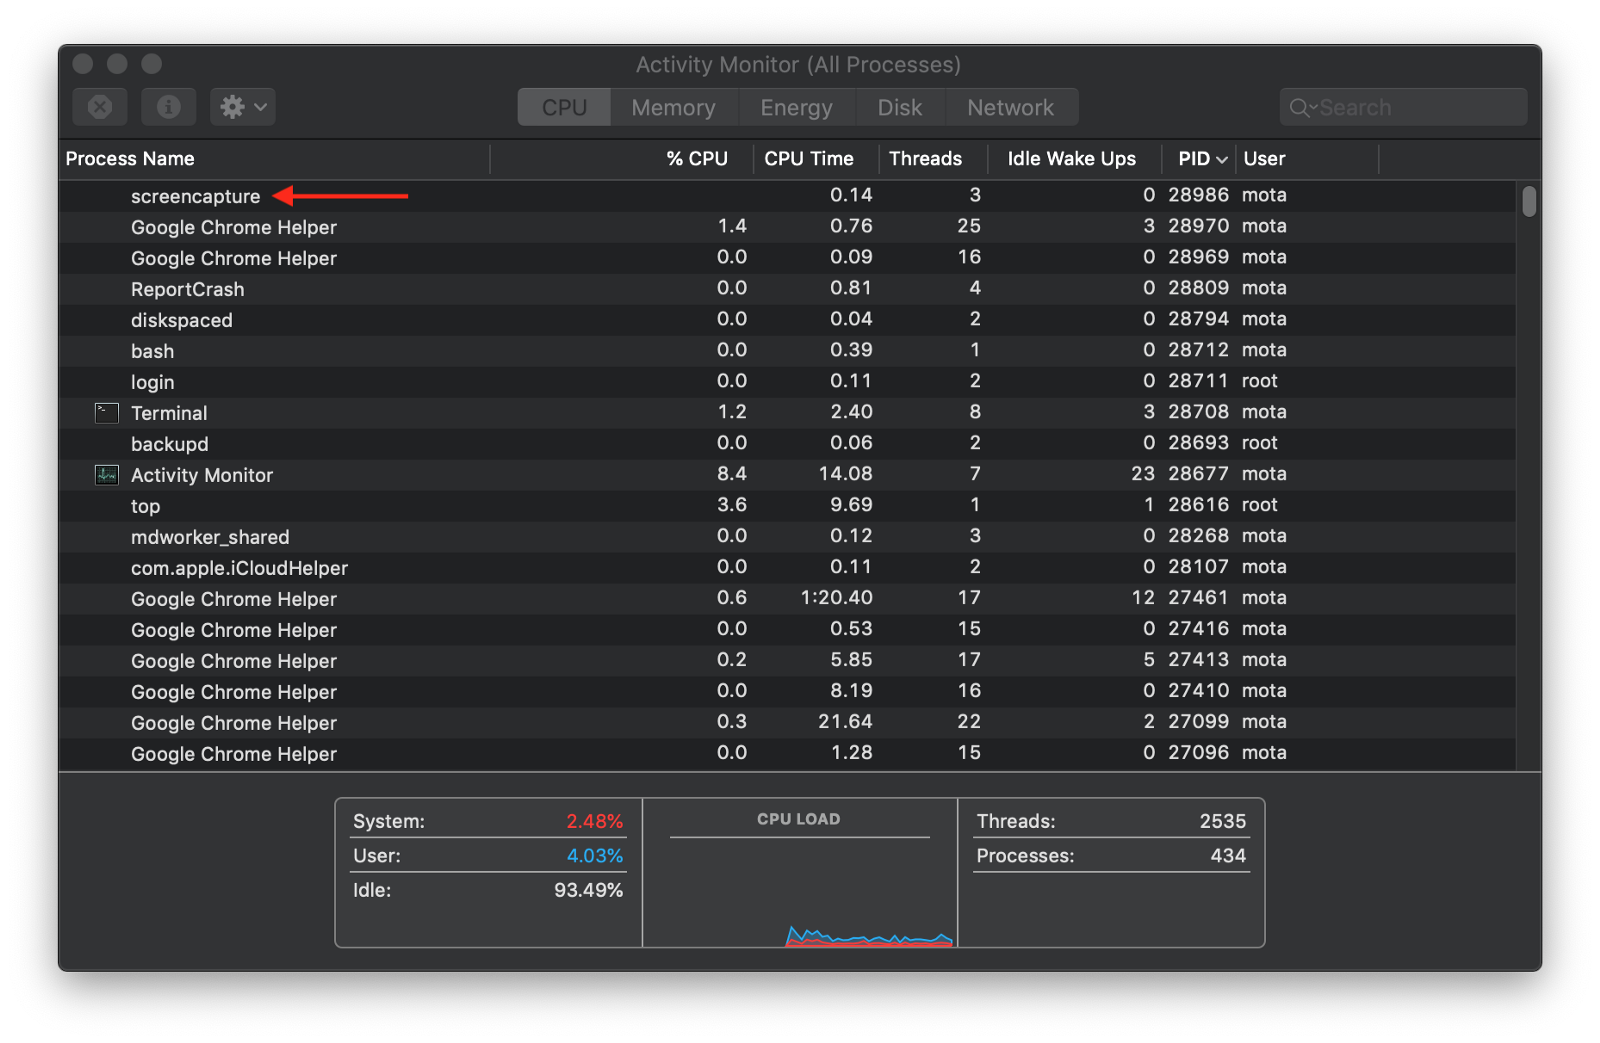 Activity Monitor (All Processes)
CPU Memory Energy Disk Network Search
Process Name % CPU CPU Time Threads Idle Wake Ups PID User
screencapture 0.14 3 0 28986 mota
Google Chrome Helper 1.4 0.76 25 3 28970 mota
Google Chrome Helper 0.0 0.09 16 0 28969 mota
ReportCrash 0.0 0.81 4 0 28809 mota
diskspaced 0.0 0.04 2 0 28794 mota
bash 0.0 0.39 1 0 28712 mota
login 0.0 0.11 2 0 28711 root
Terminal 1.2 2.40 8 3 28708 mota
backupd 0.0 0.06 2 0 28693 root
Activity Monitor 8.4 14.08 7 23 28677 mota
top 3.6 9.69 1 1 28616 root
mdworker_shared 0.0 0.12 3 0 28268 mota
com.apple.iCloudHelper 0.0 0.11 2 0 28107 mota
Google Chrome Helper 0.6 1:20.40 17 12 27461 mota
Google Chrome Helper 0.0 0.53 15 0 27416 mota
Google Chrome Helper 0.2 5.85 17 5 27413 mota
Google Chrome Helper 0.0 8.19 16 0 27410 mota
Google Chrome Helper 0.3 21.64 22 2 27099 mota
Google Chrome Helper 0.0 1.28 15 0 27096 mota
System: 2.48% CPU LOAD Threads: 2535
User: 4.03% Processes: 434
Idle: 93.49%